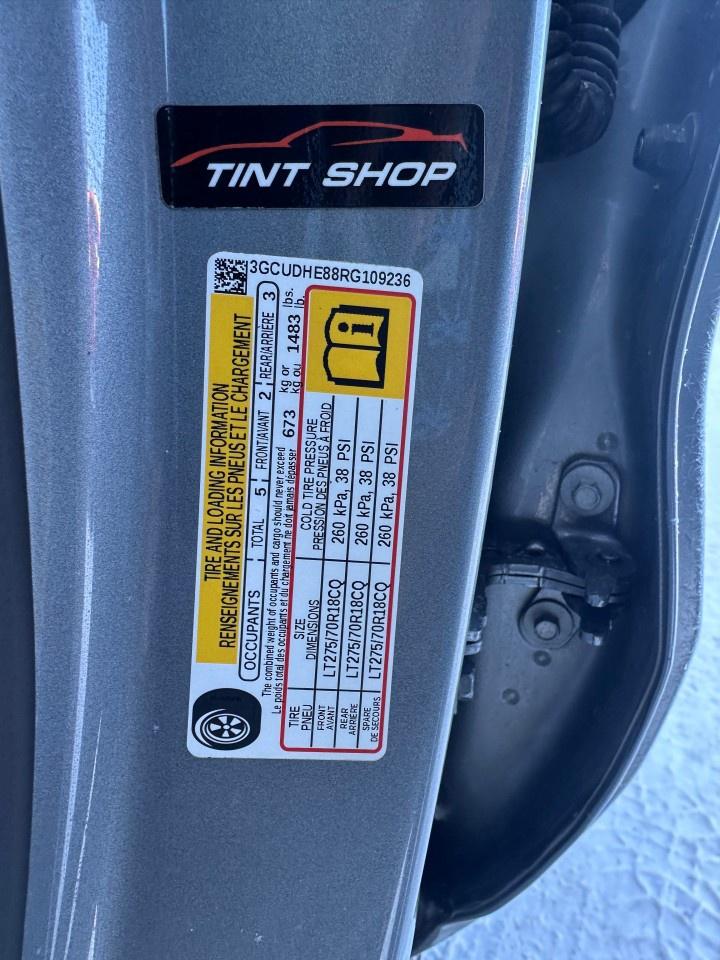 TINT SHOP
3GCUDHE88RG109236
TIRE AND LOADING INFORMATION
RENSEIGNEMENTS SUR LES PNEUS ET LE CHARGEMENT
OCCUPANTS TOTAL 5 FRONT/AVANT 2 REAR/ARRIÈRE 3
The combined weight of occupants and cargo should never exceed 673 kg or 1483 lbs.
Le poids total des occupants et du chargement ne doit jamais dépasser kg ou lb.
TIRE SIZE COLD TIRE PRESSURE
PNEU DIMENSIONS PRESSION DES PNEUS À FROID
FRONT
AVANT LT275/70R18CQ 260 kPa, 38 PSI
REAR
ARRIERE LT275/70R18CQ 260 kPa, 38 PSI
SPARE
DE SECOURS LT275/70R18CQ 260 kPa, 38 PSI